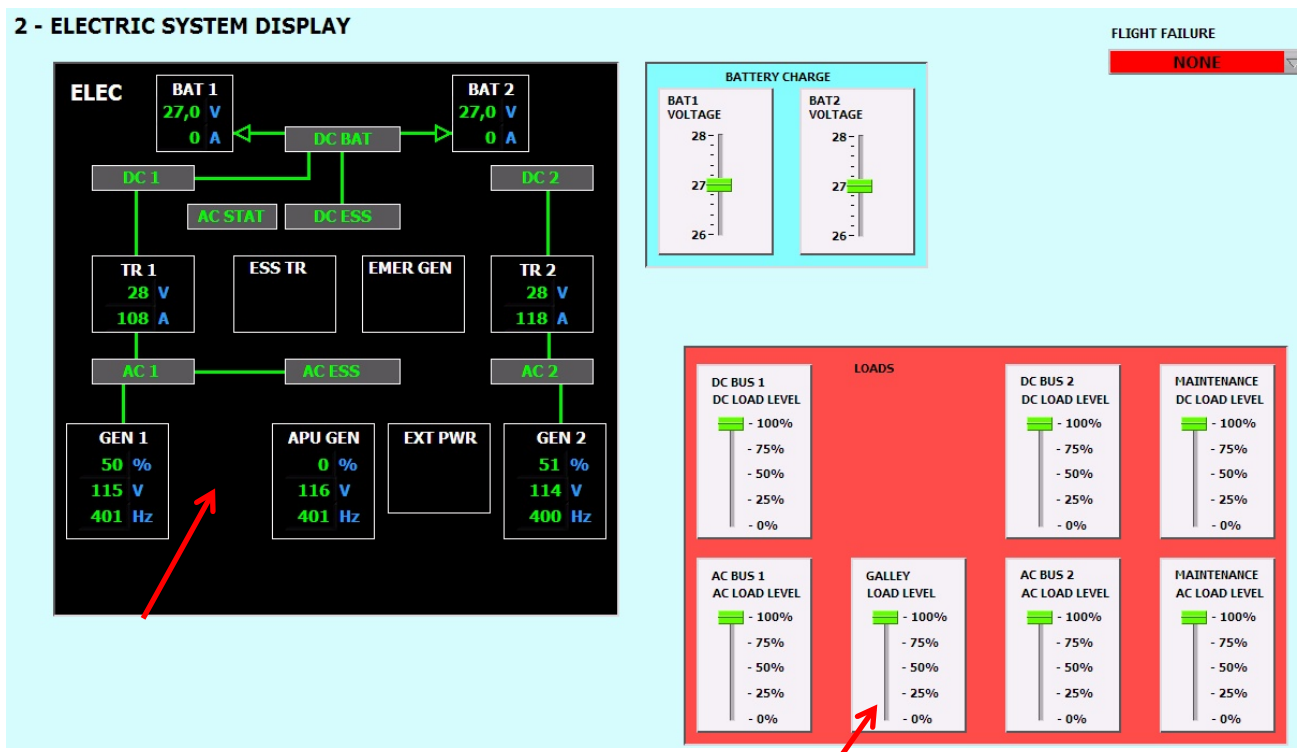 2 - ELECTRIC SYSTEM DISPLAY
FLIGHT FAILURE
NONE
ELEC
BAT 1
27,0 V
0 A
DC BAT
BAT 2
27,0 V
0 A
DC 1
DC 2
AC STAT
DC ESS
TR 1
28 V
108 A
ESS TR
EMER GEN
TR 2
28 V
118 A
AC 1
AC ESS
AC 2
GEN 1
50 %
115 V
401 Hz
APU GEN
0 %
116 V
401 Hz
EXT PWR
GEN 2
51 %
114 V
400 Hz
BATTERY CHARGE
BAT1
VOLTAGE
28
27
26
BAT2
VOLTAGE
28
27
26
LOADS
DC BUS 1
DC LOAD LEVEL
- 100%
- 75%
- 50%
- 25%
- 0%
DC BUS 2
DC LOAD LEVEL
- 100%
- 75%
- 50%
- 25%
- 0%
MAINTENANCE
DC LOAD LEVEL
- 100%
- 75%
- 50%
- 25%
- 0%
AC BUS 1
AC LOAD LEVEL
- 100%
- 75%
- 50%
- 25%
- 0%
GALLEY
LOAD LEVEL
- 100%
- 75%
- 50%
- 25%
- 0%
AC BUS 2
AC LOAD LEVEL
- 100%
- 75%
- 50%
- 25%
- 0%
MAINTENANCE
AC LOAD LEVEL
- 100%
- 75%
- 50%
- 25%
- 0%